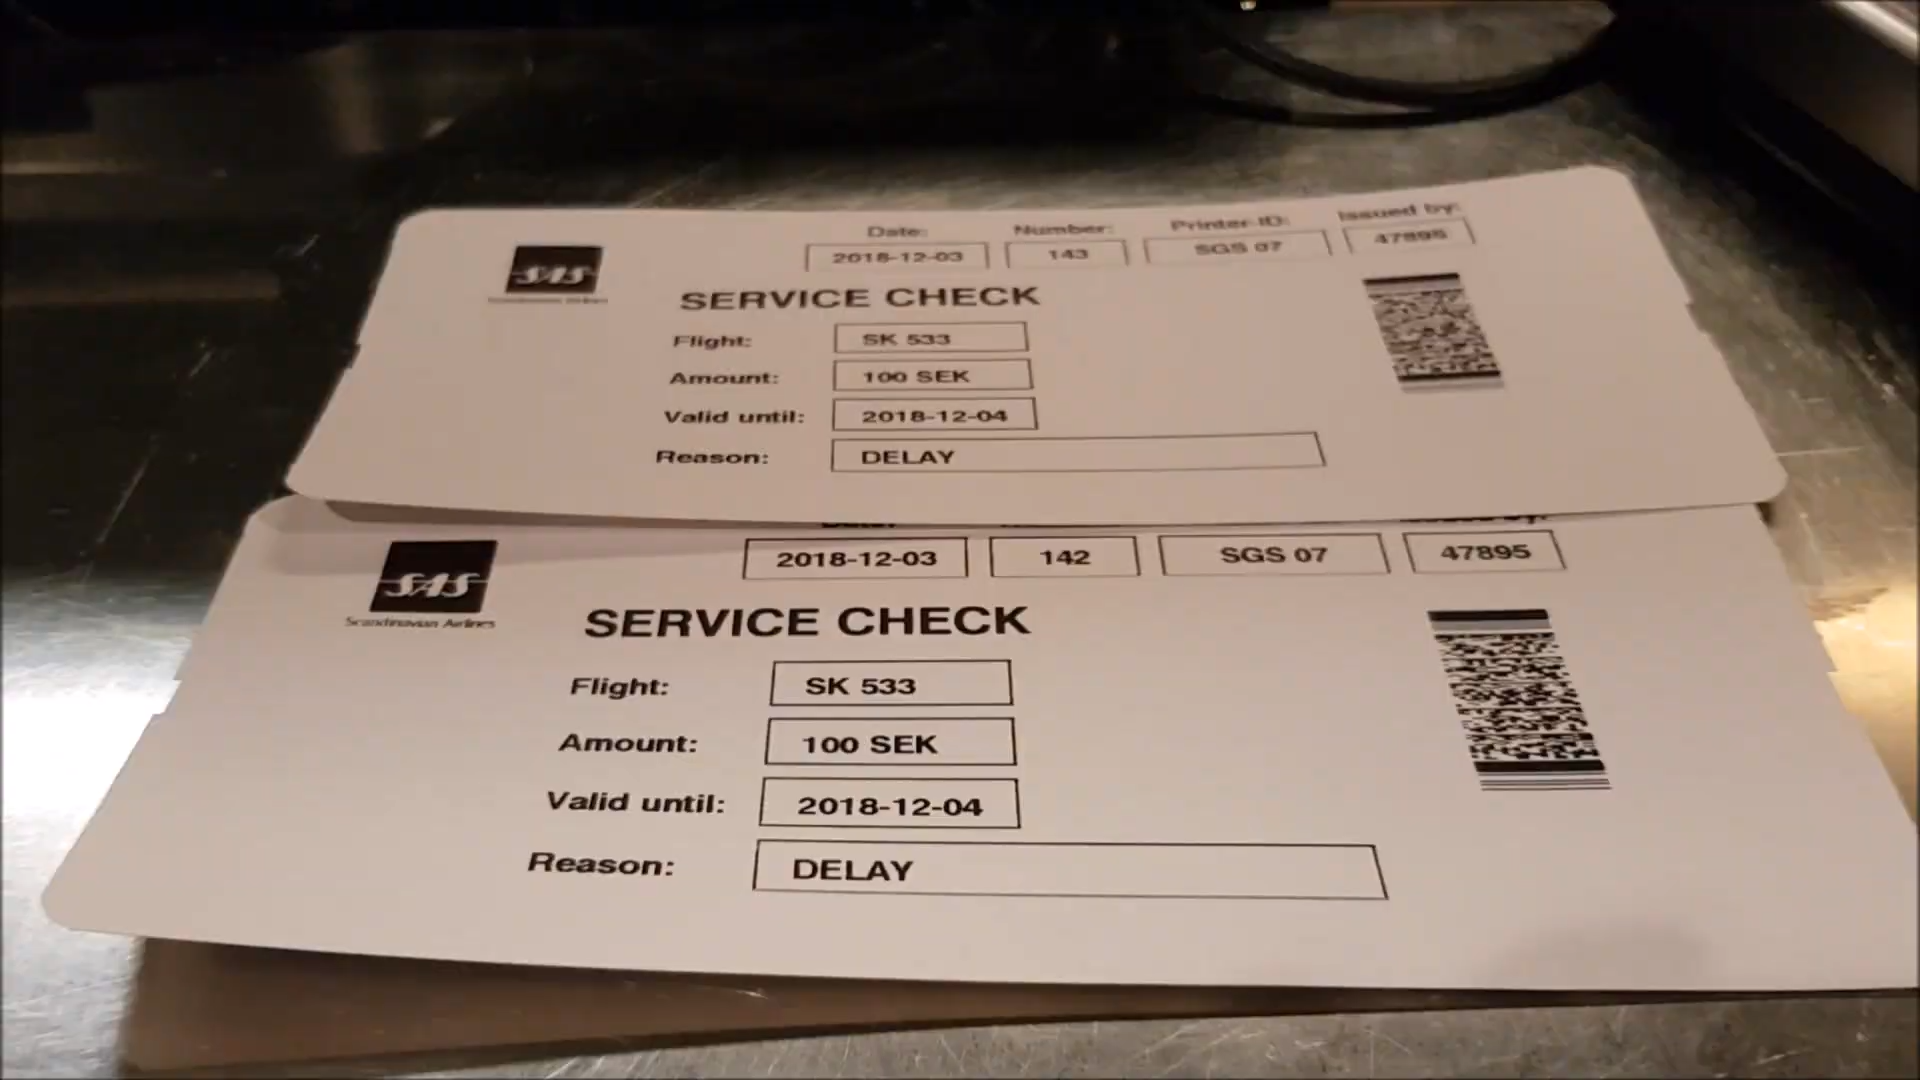 Date: Number: Printer-ID: Issued by:
2018-12-03 143 SGS 07 47895
SAS
Scandinavian Airlines
SERVICE CHECK
Flight: SK 533
Amount: 100 SEK
Valid until: 2018-12-04
Reason: DELAY
2018-12-03 142 SGS 07 47895
SAS
Scandinavian Airlines
SERVICE CHECK
Flight: SK 533
Amount: 100 SEK
Valid until: 2018-12-04
Reason: DELAY